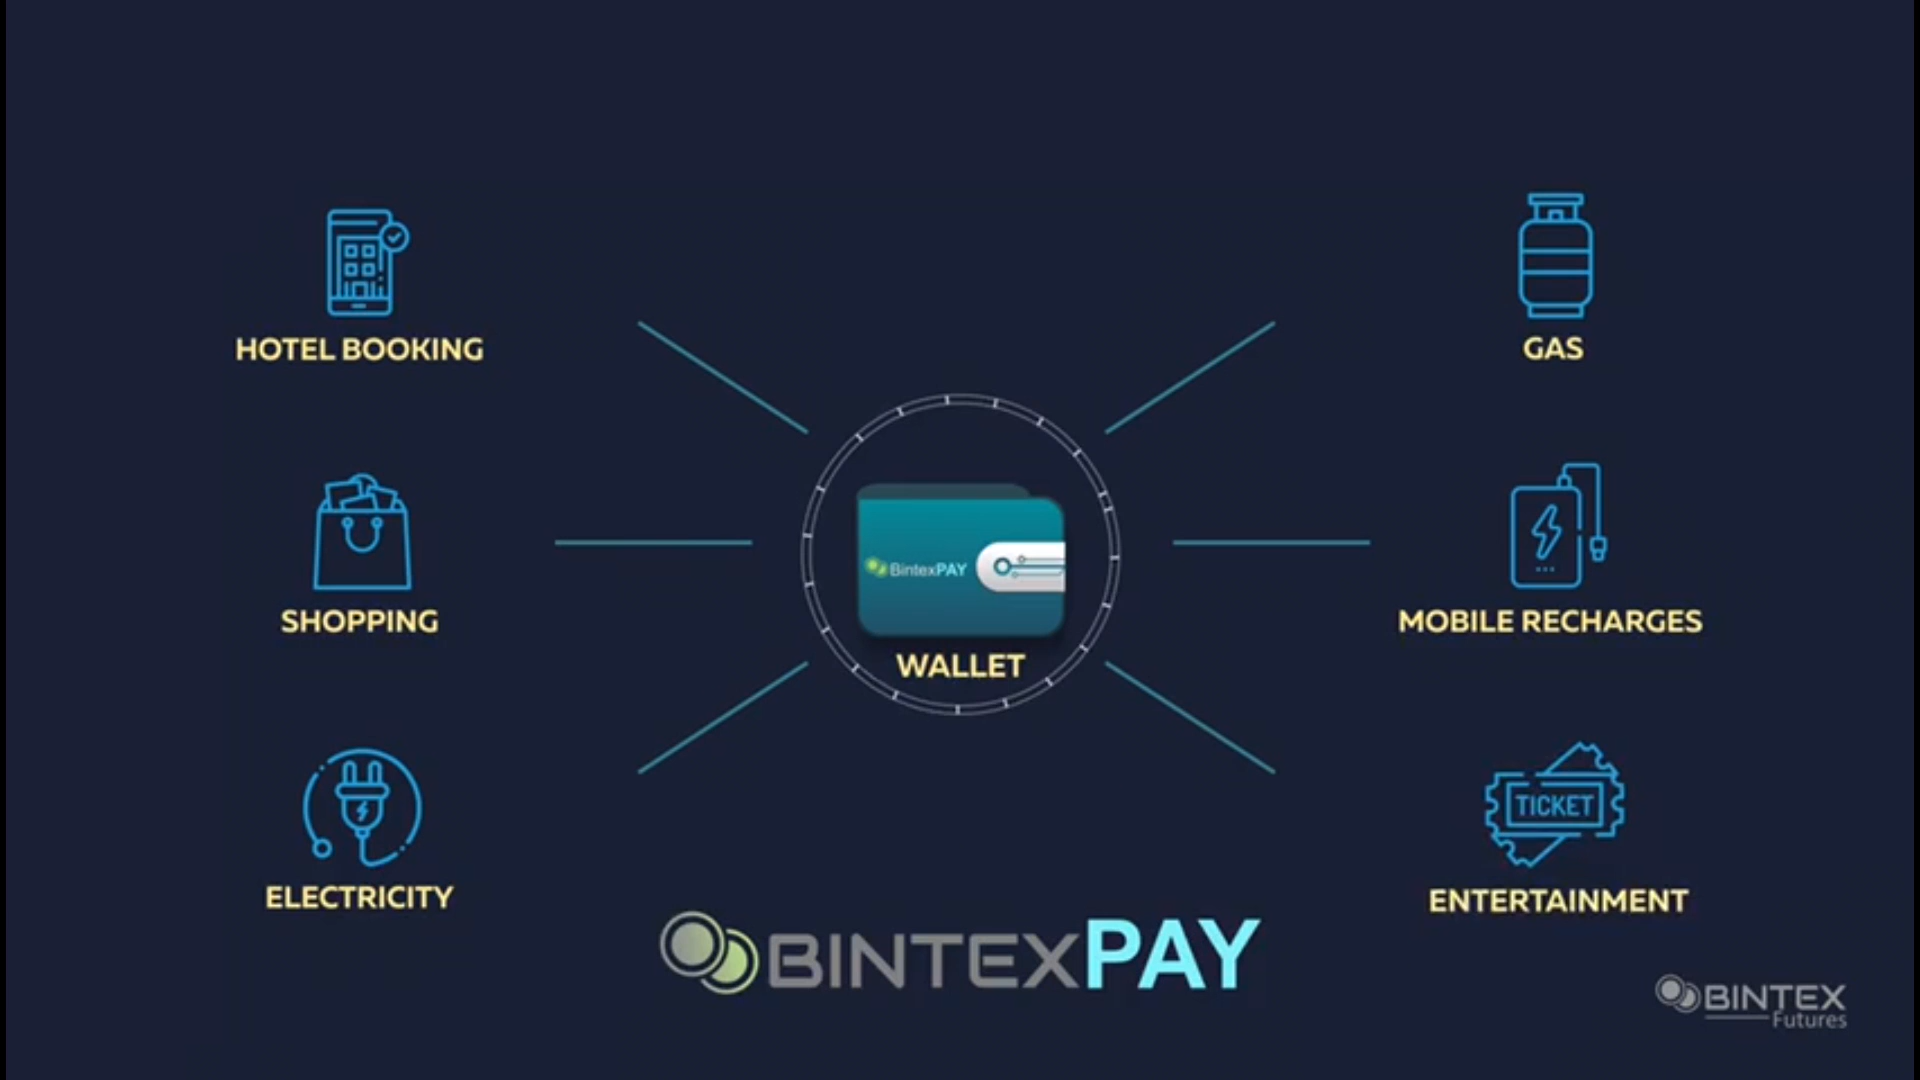 HOTEL BOOKING
GAS
SHOPPING
BintexPAY
WALLET
MOBILE RECHARGES
ELECTRICITY
TICKET
ENTERTAINMENT
BINTEXPAY
BINTEX
Futures